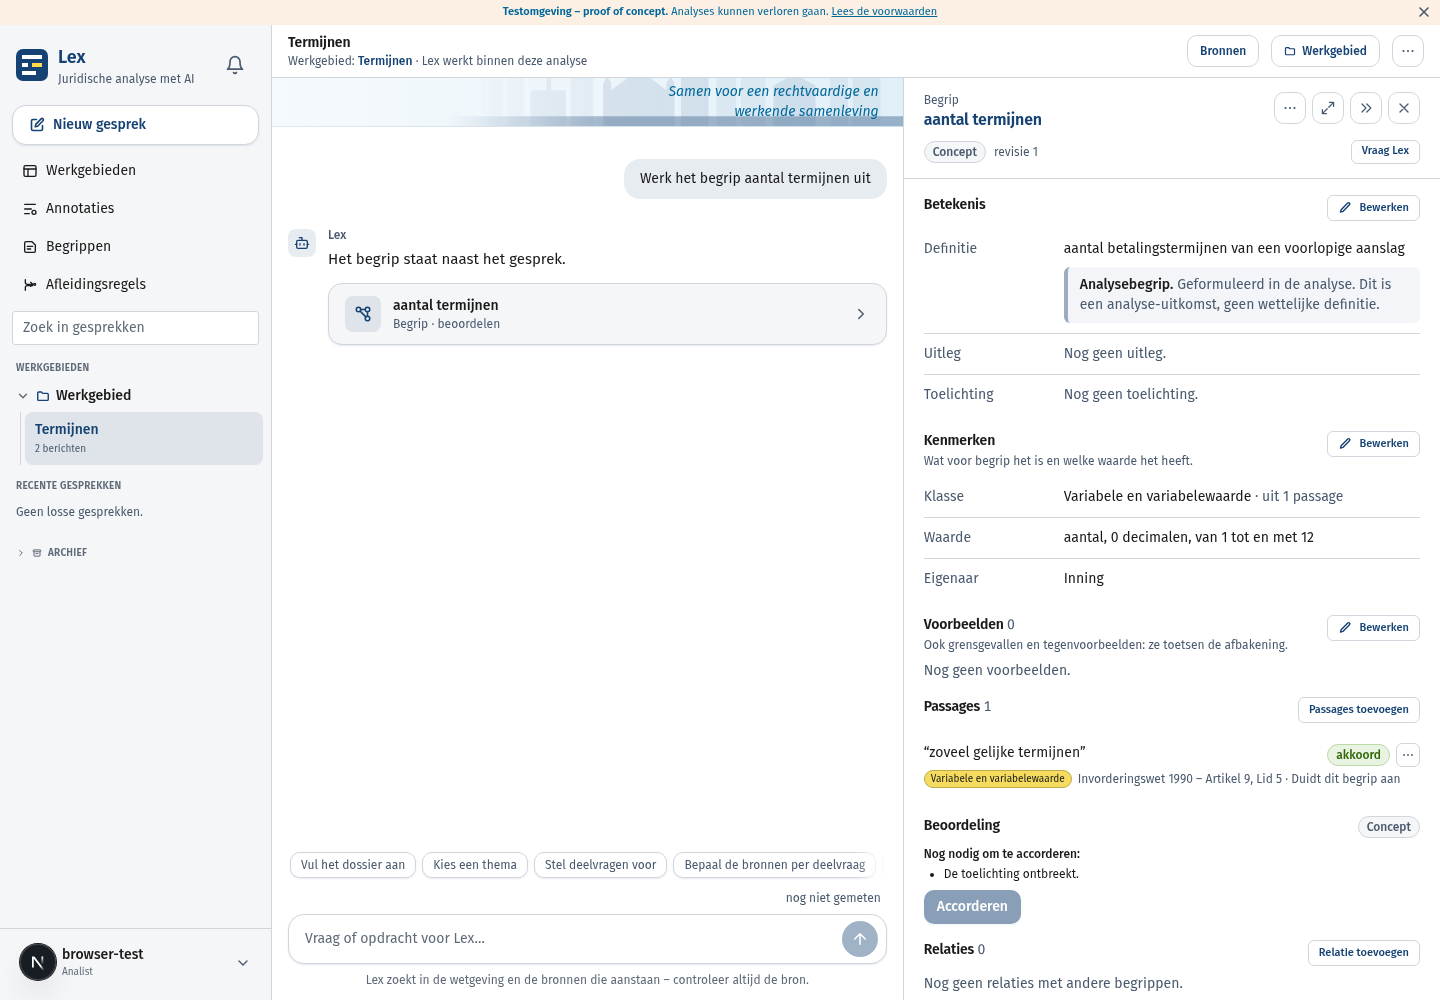 Testomgeving – proof of concept. Analyses kunnen verloren gaan. Lees de voorwaarden
Lex
Juridische analyse met AI
Nieuw gesprek
Werkgebieden
Annotaties
Begrippen
Afleidingsregels
Zoek in gesprekken
WERKGEBIEDEN
Werkgebied
Termijnen
2 berichten
RECENTE GESPREKKEN
Geen losse gesprekken.
ARCHIEF
browser-test
Analist
Termijnen
Werkgebied: Termijnen · Lex werkt binnen deze analyse
Bronnen
Werkgebied
Samen voor een rechtvaardige en
werkende samenleving
Werk het begrip aantal termijnen uit
Lex
Het begrip staat naast het gesprek.
aantal termijnen
Begrip · beoordelen
Vul het dossier aan
Kies een thema
Stel deelvragen voor
Bepaal de bronnen per deelvraag
nog niet gemeten
Vraag of opdracht voor Lex...
Lex zoekt in de wetgeving en de bronnen die aanstaan – controleer altijd de bron.
Begrip
aantal termijnen
Concept
revisie 1
Vraag Lex
Betekenis
Bewerken
Definitie
aantal betalingstermijnen van een voorlopige aanslag
Analysebegrip. Geformuleerd in de analyse. Dit is
een analyse-uitkomst, geen wettelijke definitie.
Uitleg
Nog geen uitleg.
Toelichting
Nog geen toelichting.
Kenmerken
Bewerken
Wat voor begrip het is en welke waarde het heeft.
Klasse
Variabele en variabelewaarde · uit 1 passage
Waarde
aantal, 0 decimalen, van 1 tot en met 12
Eigenaar
Inning
Voorbeelden 0
Bewerken
Ook grensgevallen en tegenvoorbeelden: ze toetsen de afbakening.
Nog geen voorbeelden.
Passages 1
Passages toevoegen
“zoveel gelijke termijnen”
akkoord
Variabele en variabelewaarde
Invorderingswet 1990 – Artikel 9, Lid 5 · Duidt dit begrip aan
Beoordeling
Concept
Nog nodig om te accorderen:
• De toelichting ontbreekt.
Accorderen
Relaties 0
Relatie toevoegen
Nog geen relaties met andere begrippen.